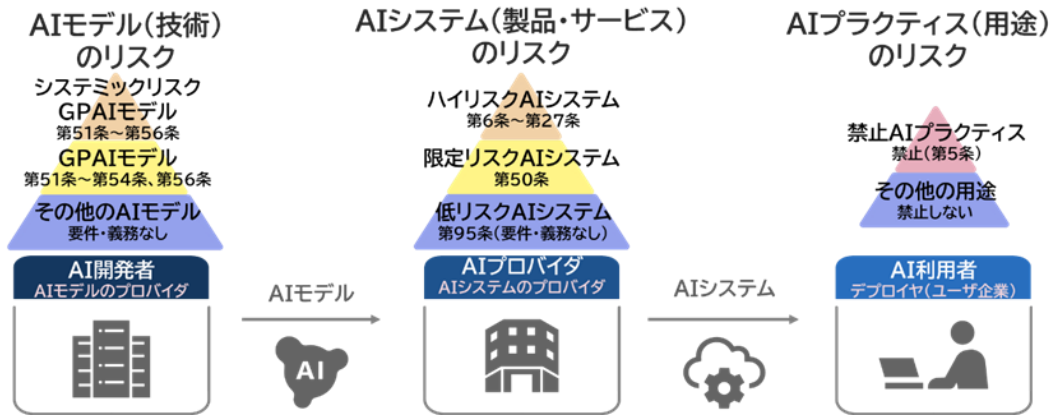 AIモデル(技術)
のリスク
システミックリスク
GPAIモデル
第51条～第56条
GPAIモデル
第51条～第54条、第56条
その他のAIモデル
要件・義務なし
AI開発者
AIモデルのプロバイダ
AIモデル
AI
AIシステム(製品・サービス)
のリスク
ハイリスクAIシステム
第6条～第27条
限定リスクAIシステム
第50条
低リスクAIシステム
第95条(要件・義務なし)
AIプロバイダ
AIシステムのプロバイダ
AIシステム
AIプラクティス(用途)
のリスク
禁止AIプラクティス
禁止(第5条)
その他の用途
禁止しない
AI利用者
デプロイヤ(ユーザ企業)